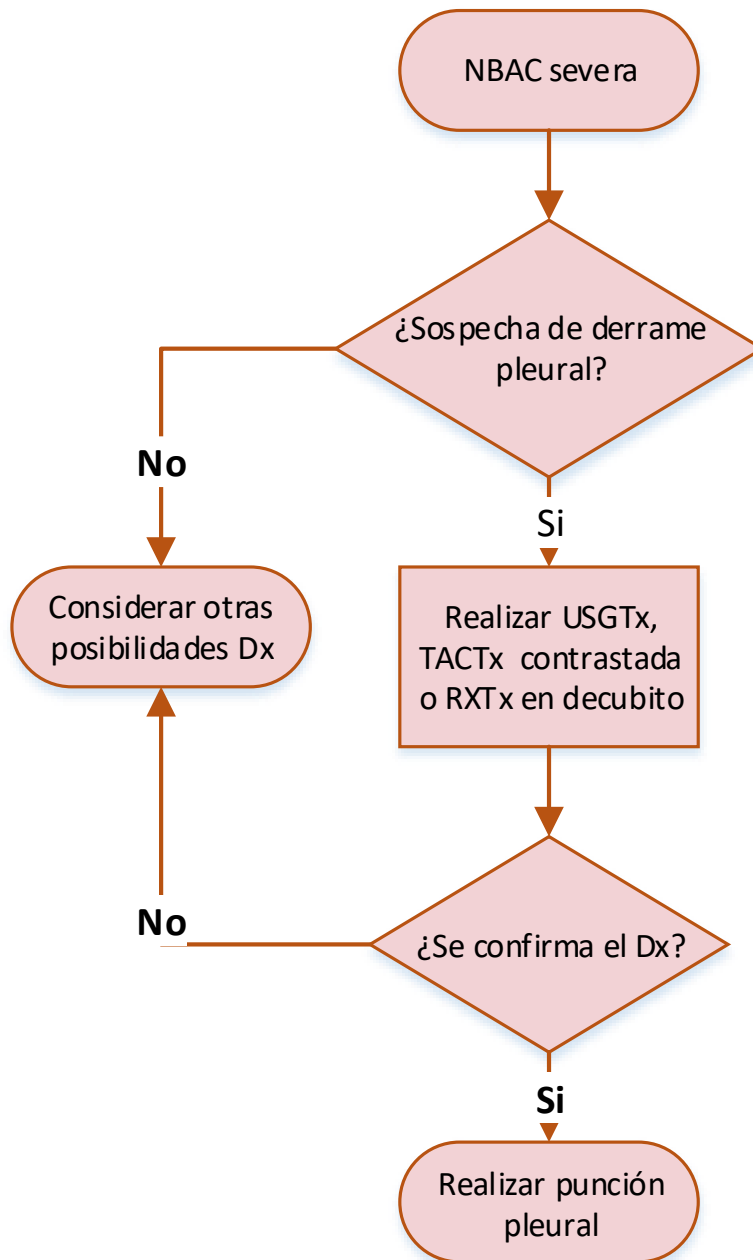 NBAC severa
¿Sospecha de derrame
pleural?
No
Si
Considerar otras
posibilidades Dx
Realizar USGTx,
TACTx contrastada
o RXTx en decubito
No
¿Se confirma el Dx?
Si
Realizar punción
pleural